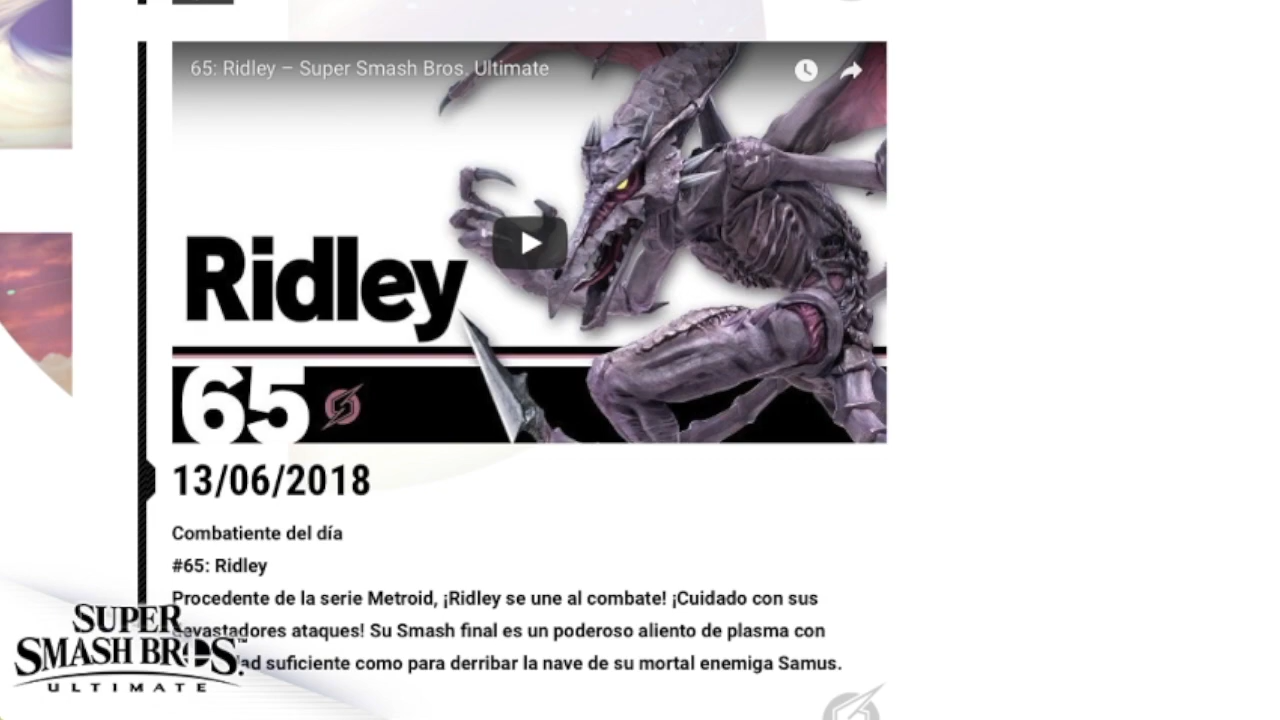 65: Ridley – Super Smash Bros. Ultimate
Ridley
65
13/06/2018
Combatiente del día
#65: Ridley
Procedente de la serie Metroid, ¡Ridley se une al combate! ¡Cuidado con sus
devastadores ataques! Su Smash final es un poderoso aliento de plasma con
suficiente como para derribar la nave de su mortal enemiga Samus.
SUPER
SMASH BROS.™
ULTIMATE